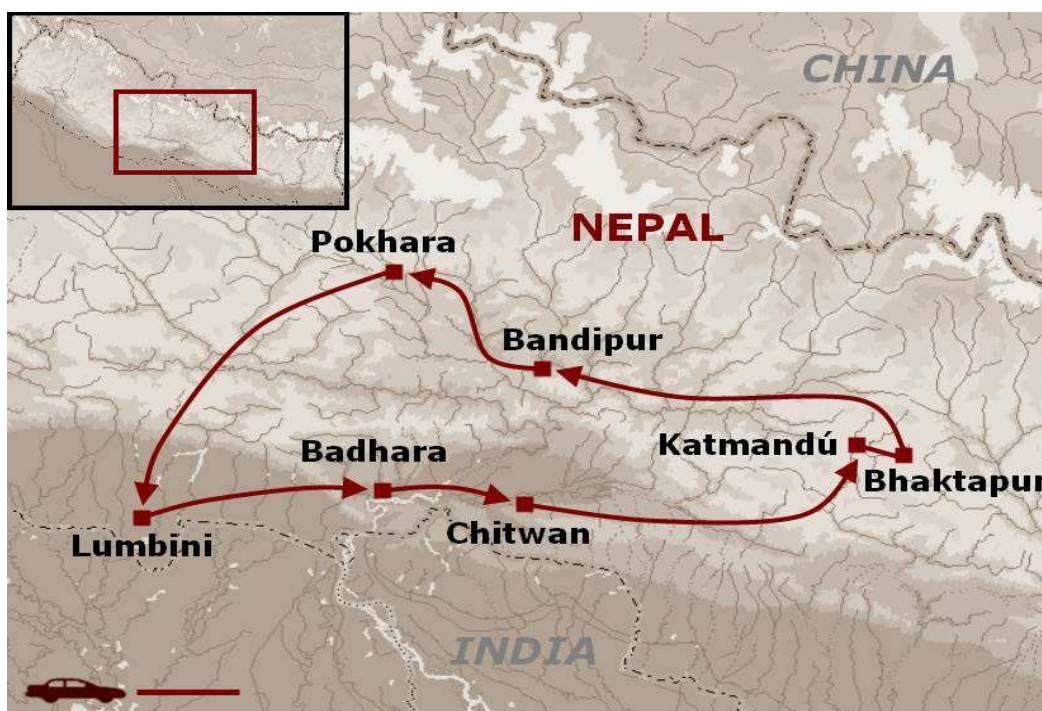 CHINA
NEPAL
Pokhara
Bandipur
Katmandú
Bhaktapur
Badhara
Chitwan
Lumbini
INDIA